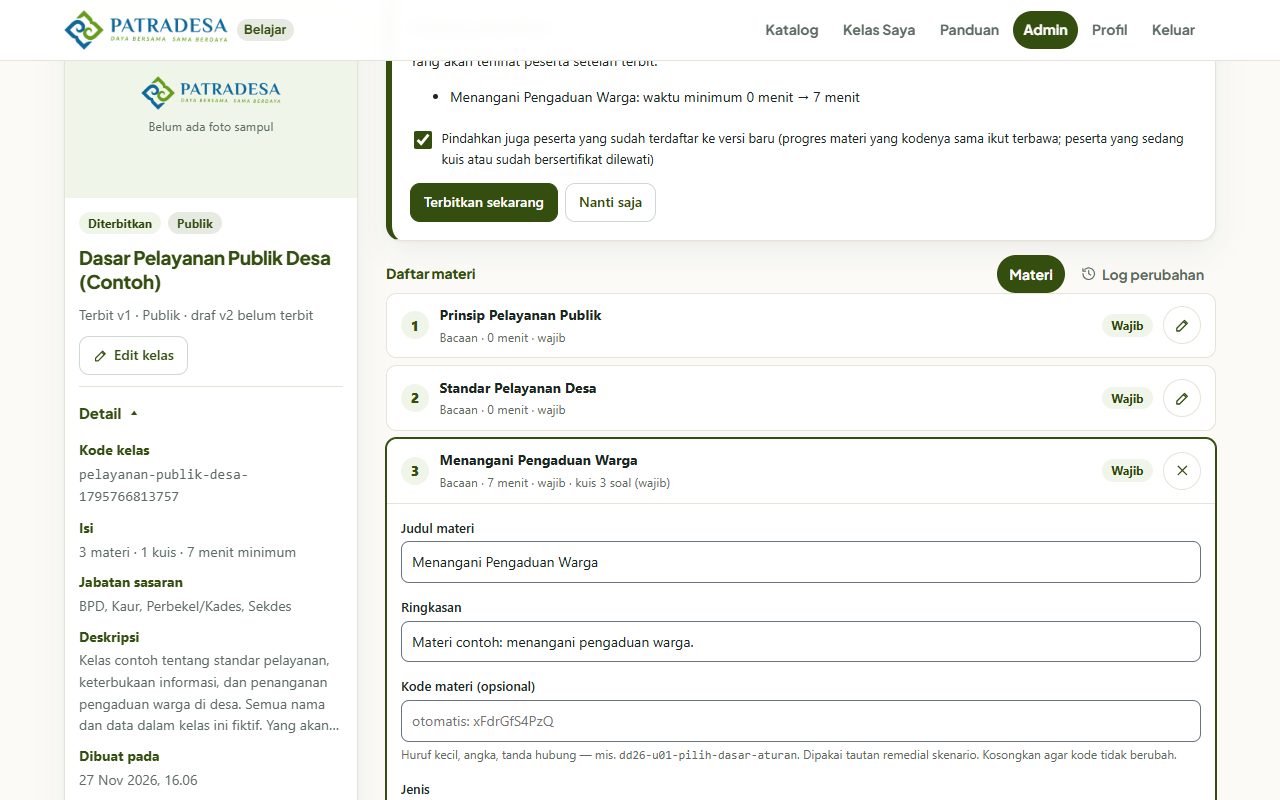 PATRADESA
DAYA BERSAMA SAMA BERDAYA
Belajar
Katalog
Kelas Saya
Panduan
Admin
Profil
Keluar
PATRADESA
DAYA BERSAMA SAMA BERDAYA
Belum ada foto sampul
Diterbitkan
Publik
Dasar Pelayanan Publik Desa
(Contoh)
Terbit v1 · Publik · draf v2 belum terbit
Edit kelas
Detail
Kode kelas
pelayanan-publik-desa-
1795766813757
Isi
3 materi · 1 kuis · 7 menit minimum
Jabatan sasaran
BPD, Kaur, Perbekel/Kades, Sekdes
Deskripsi
Kelas contoh tentang standar pelayanan,
keterbukaan informasi, dan penanganan
pengaduan warga di desa. Semua nama
dan data dalam kelas ini fiktif. Yang akan...
Dibuat pada
27 Nov 2026, 16.06
Yang akan terlihat peserta setelah terbit:
• Menangani Pengaduan Warga: waktu minimum 0 menit → 7 menit
Pindahkan juga peserta yang sudah terdaftar ke versi baru (progres materi yang kodenya sama ikut terbawa; peserta yang sedang
kuis atau sudah bersertifikat dilewati)
Terbitkan sekarang
Nanti saja
Daftar materi
Materi
Log perubahan
1
Prinsip Pelayanan Publik
Bacaan · 0 menit · wajib
Wajib
2
Standar Pelayanan Desa
Bacaan · 0 menit · wajib
Wajib
3
Menangani Pengaduan Warga
Bacaan · 7 menit · wajib · kuis 3 soal (wajib)
Wajib
Judul materi
Menangani Pengaduan Warga
Ringkasan
Materi contoh: menangani pengaduan warga.
Kode materi (opsional)
otomatis: xFdrGfS4PzQ
Huruf kecil, angka, tanda hubung — mis. dd26-u01-pilih-dasar-aturan. Dipakai tautan remedial skenario. Kosongkan agar kode tidak berubah.
Jenis